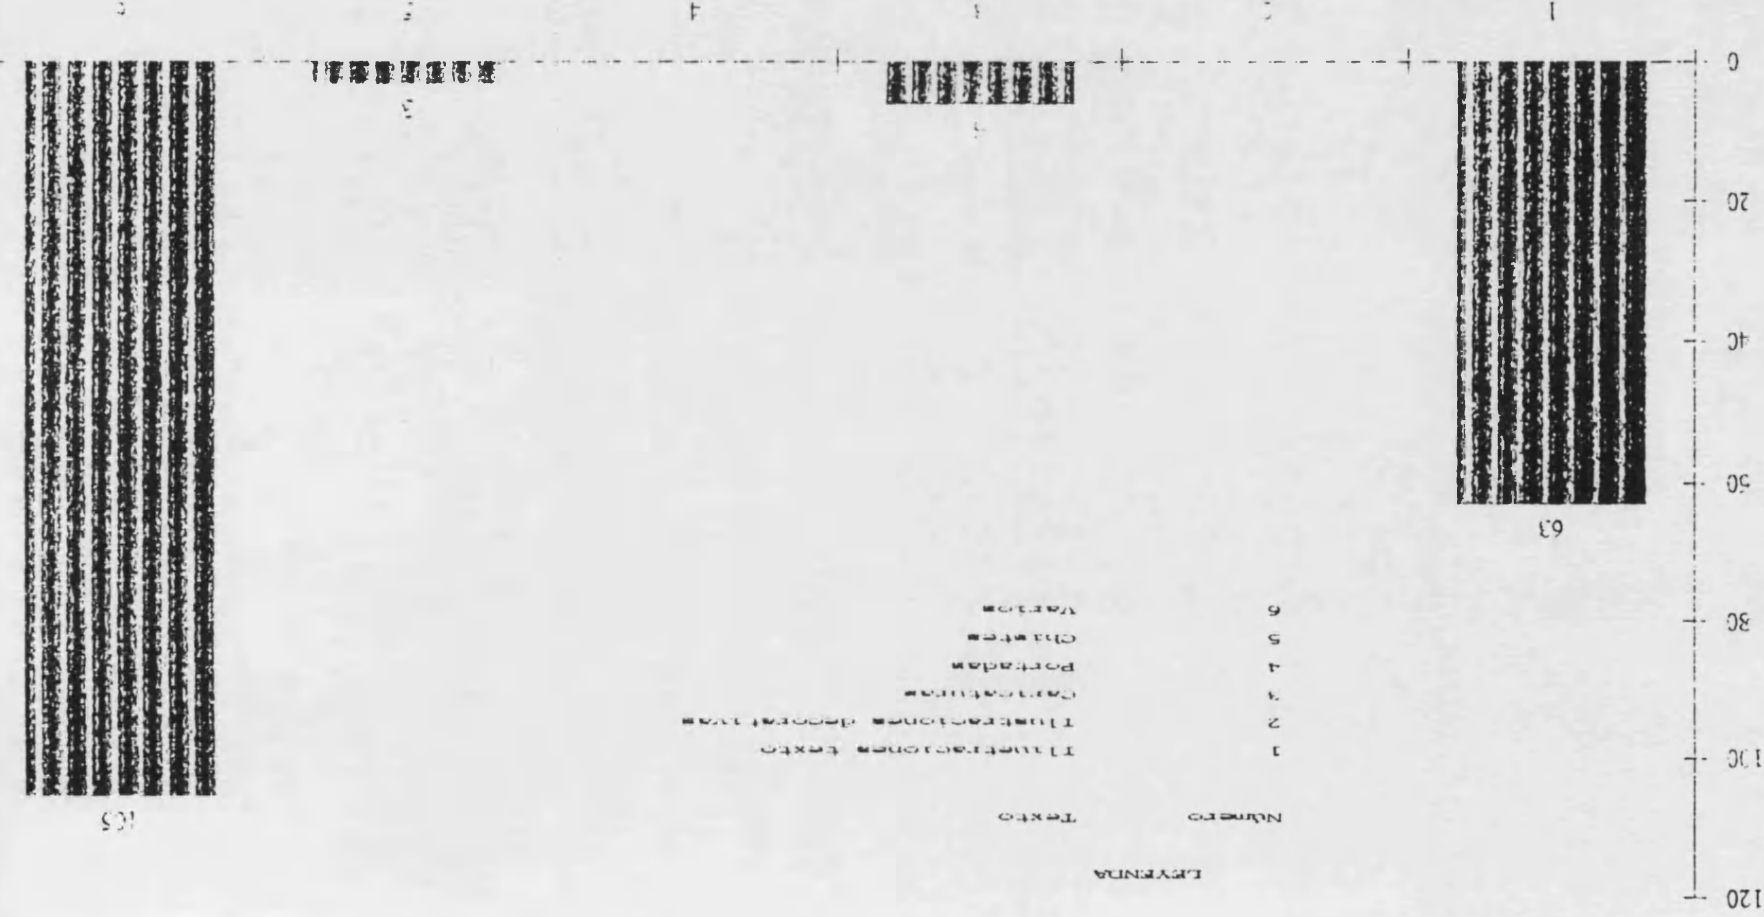 120
LEYENDA
Número Texto
105
100
1 Ilustraciones texto
2 Ilustraciones decorativas
3 Caricaturas
4 Portadas
5 Chistes
6 Varios
80
63
60
40
20
3
0
1 2 3 4 5 6